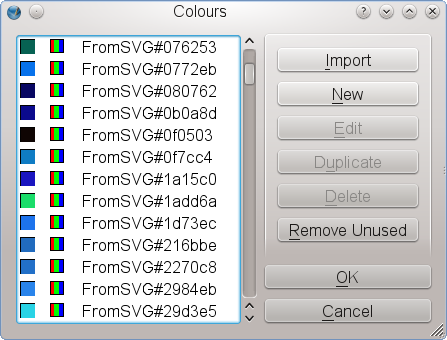 Colours
FromSVG#076253
FromSVG#0772eb
FromSVG#080762
FromSVG#0b0a8d
FromSVG#0f0503
FromSVG#0f7cc4
FromSVG#1a15c0
FromSVG#1add6a
FromSVG#1d73ec
FromSVG#216bbe
FromSVG#2270c8
FromSVG#2984eb
FromSVG#29d3e5
Import
New
Edit
Duplicate
Delete
Remove Unused
OK
Cancel